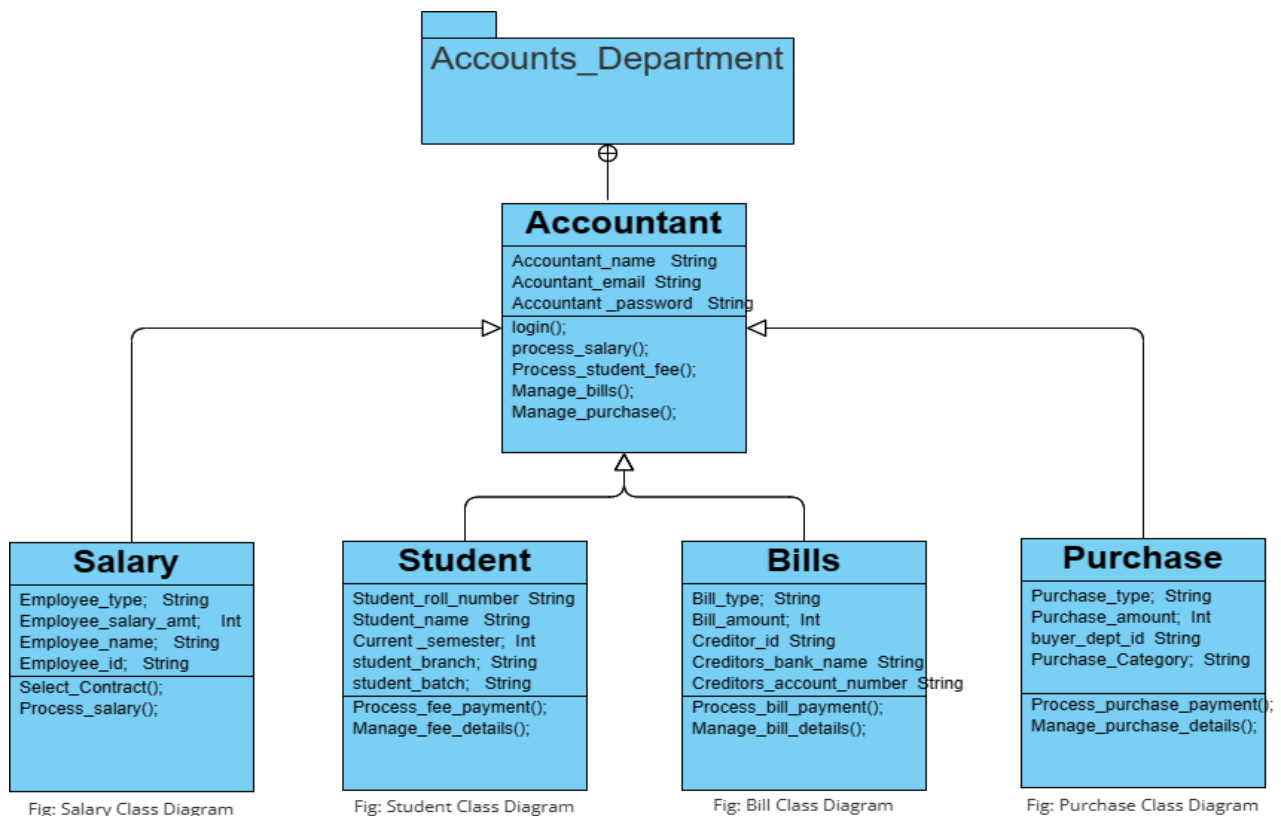 Accounts_Department
Accountant
Accountant_name String
Acountant_email String
Accountant _password String
login();
process_salary();
Process_student_fee();
Manage_bills();
Manage_purchase();
Salary
Employee_type; String
Employee_salary_amt; Int
Employee_name; String
Employee_id; String
Select_Contract();
Process_salary();
Fig: Salary Class Diagram
Student
Student_roll_number String
Student_name String
Current _semester; Int
student_branch; String
student_batch; String
Process_fee_payment();
Manage_fee_details();
Fig: Student Class Diagram
Bills
Bill_type; String
Bill_amount; Int
Creditor_id String
Creditors_bank_name String
Creditors_account_number String
Process_bill_payment();
Manage_bill_details();
Fig: Bill Class Diagram
Purchase
Purchase_type; String
Purchase_amount; Int
buyer_dept_id String
Purchase_Category; String
Process_purchase_payment();
Manage_purchase_details();
Fig: Purchase Class Diagram